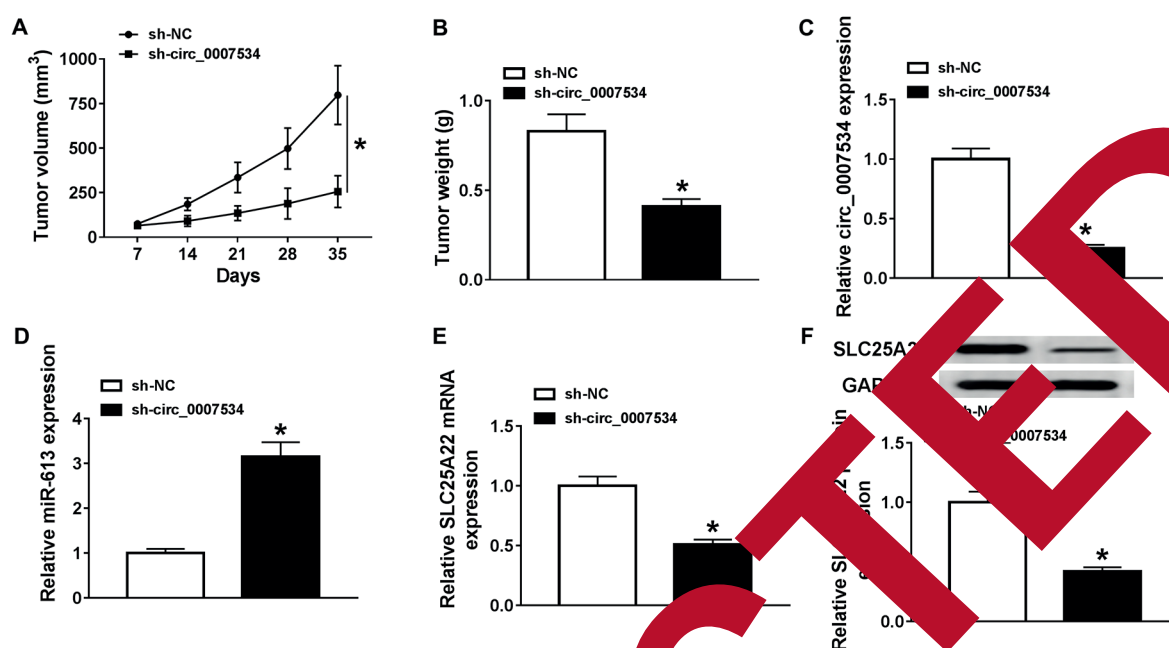 A
sh-NC
sh-circ_0007534
Tumor volume (mm³)
1000
750
500
250
0
7 14 21 28 35
Days
*
B
sh-NC
sh-circ_0007534
Tumor weight (g)
1.0
0.5
0.0
*
C
sh-NC
sh-circ_0007534
Relative circ_0007534 expression
1.5
1.0
0.5
0.0
*
D
sh-NC
sh-circ_0007534
Relative miR-613 expression
4
3
2
1
0
*
E
sh-NC
sh-circ_0007534
Relative SLC25A22 mRNA
expression
1.5
1.0
0.5
0.0
*
F
sh-NC
0007534
Relative
1.5
1.0
0.0
*